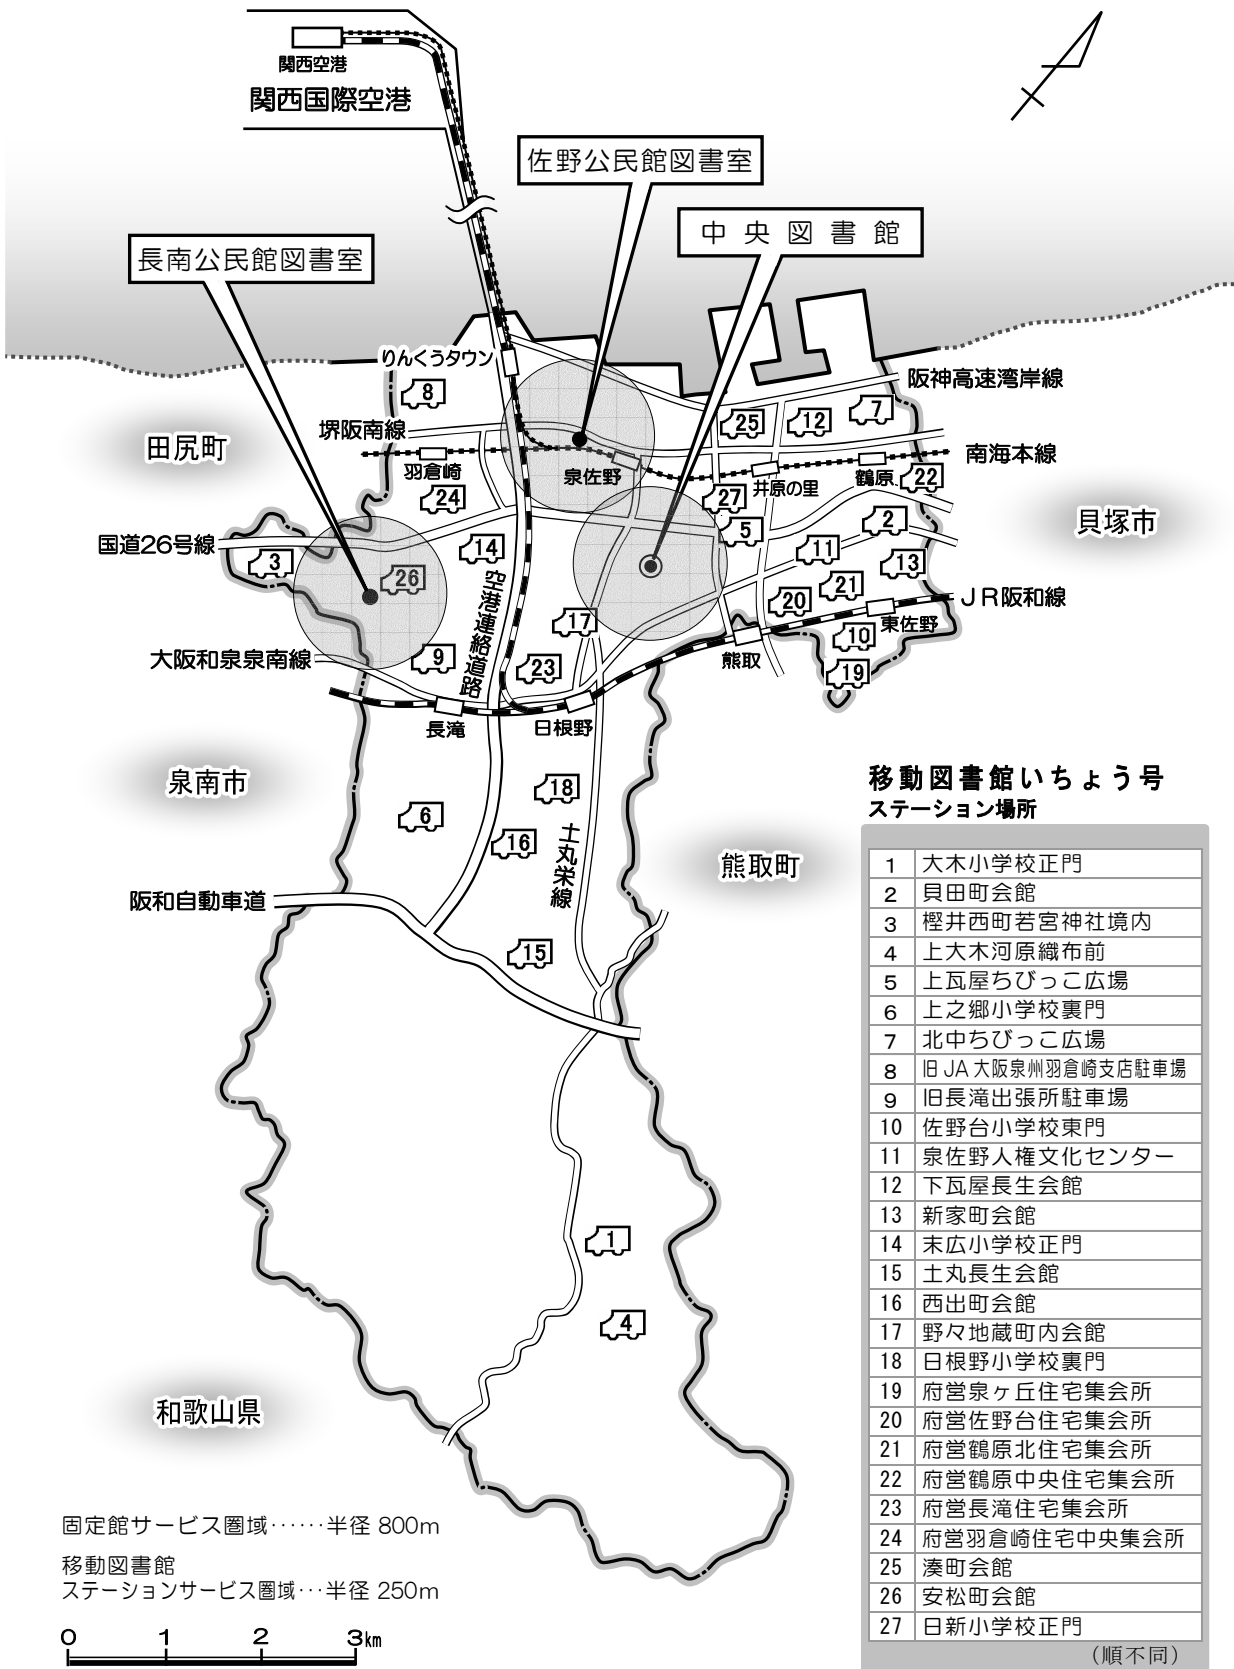 関西空港
関西国際空港
佐野公民館図書室
中央図書館
長南公民館図書室
りんくうタウン
阪神高速湾岸線
8
25
12
7
堺阪南線
田尻町
羽倉崎
泉佐野
井原の里
鶴原
南海本線
22
24
27
貝塚市
国道26号線
3
14
5
2
11
13
26
空港連絡道路
21
20
JR阪和線
17
東佐野
10
大阪和泉泉南線
9
23
熊取
19
長滝
日根野
泉南市
18
6
16
土丸栄線
熊取町
阪和自動車道
15
1
4
和歌山県
移動図書館いちょう号
ステーション場所
1 大木小学校正門
2 貝田町会館
3 樫井西町若宮神社境内
4 上大木河原織布前
5 上瓦屋ちびっこ広場
6 上之郷小学校裏門
7 北中ちびっこ広場
8 旧JA大阪泉州羽倉崎支店駐車場
9 旧長滝出張所駐車場
10 佐野台小学校東門
11 泉佐野人権文化センター
12 下瓦屋長生会館
13 新家町会館
14 末広小学校正門
15 土丸長生会館
16 西出町会館
17 野々地蔵町内会館
18 日根野小学校裏門
19 府営泉ヶ丘住宅集会所
20 府営佐野台住宅集会所
21 府営鶴原北住宅集会所
22 府営鶴原中央住宅集会所
23 府営長滝住宅集会所
24 府営羽倉崎住宅中央集会所
25 湊町会館
26 安松町会館
27 日新小学校正門
（順不同）
固定館サービス圏域……半径 800m
移動図書館
ステーションサービス圏域…半径 250m
0 1 2 3km